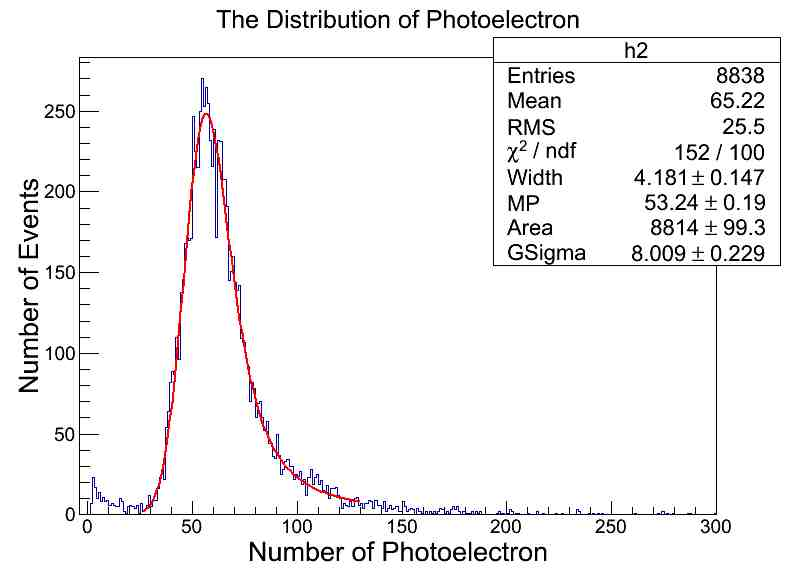 The Distribution of Photoelectron
h2
Entries 8838
Mean 65.22
RMS 25.5
χ² / ndf 152 / 100
Width 4.181 ± 0.147
MP 53.24 ± 0.19
Area 8814 ± 99.3
GSigma 8.009 ± 0.229
Number of Events
250
200
150
100
50
0
0 50 100 150 200 250 300
Number of Photoelectron